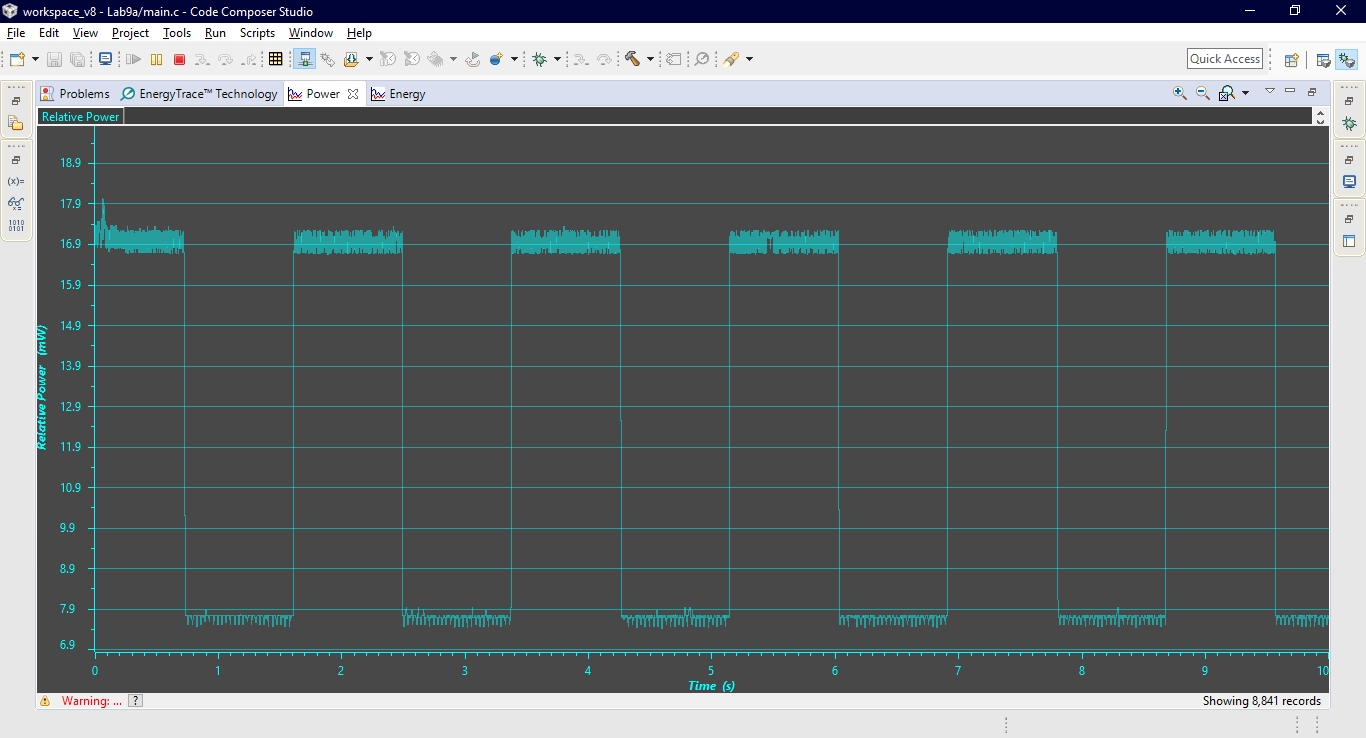 workspace_v8 - Lab9a/main.c - Code Composer Studio
File Edit View Project Tools Run Scripts Window Help
Quick Access
Problems EnergyTrace™ Technology Power Energy
Relative Power
18.9
17.9
16.9
15.9
14.9
13.9
12.9
11.9
10.9
9.9
8.9
7.9
6.9
Relative Power (mW)
0 1 2 3 4 5 6 7 8 9 10
Time (s)
Warning: ... ?
Showing 8,841 records
(x)=
1010
0101